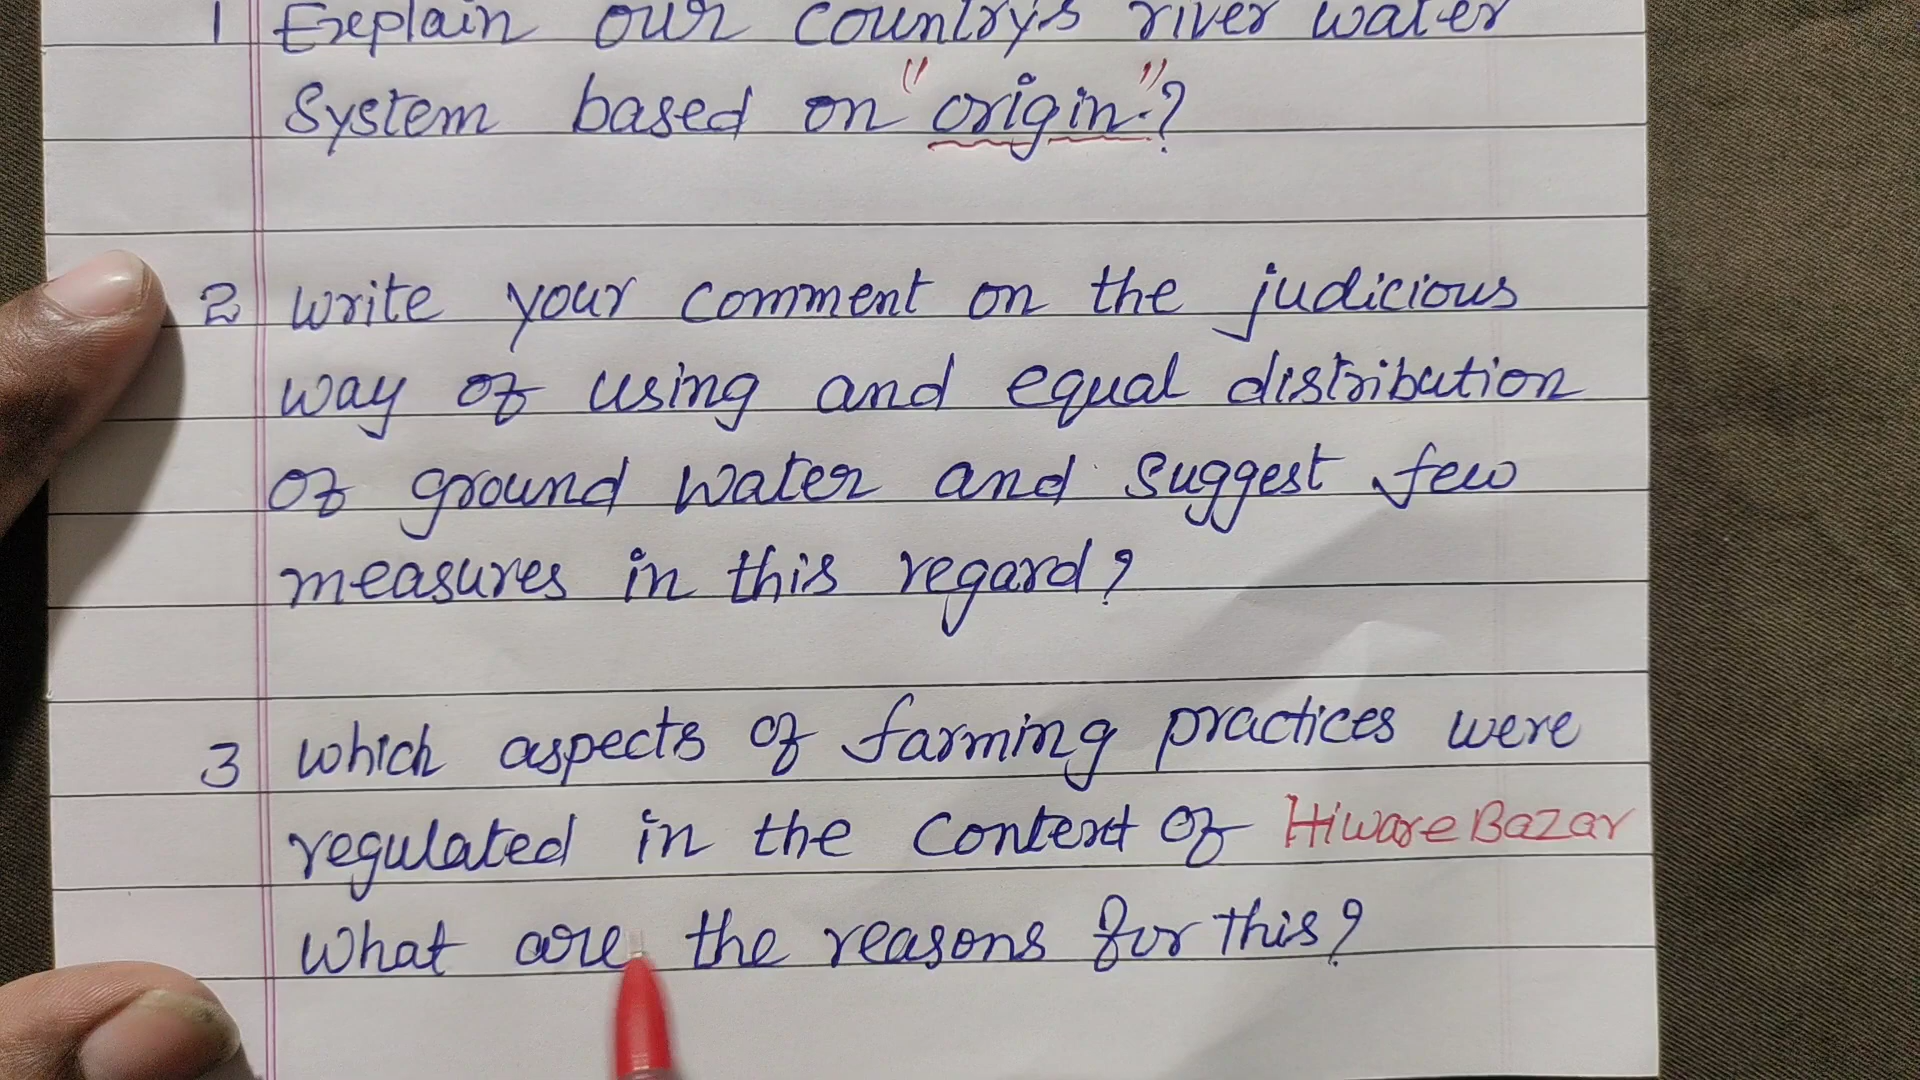 1 Explain our country's river water
System based on "origin"?
2 Write your comment on the judicious
way of using and equal distribution
of ground water and suggest few
measures in this regard?
3 Which aspects of farming practices were
regulated in the context of Hiware Bazar
What are the reasons for this?